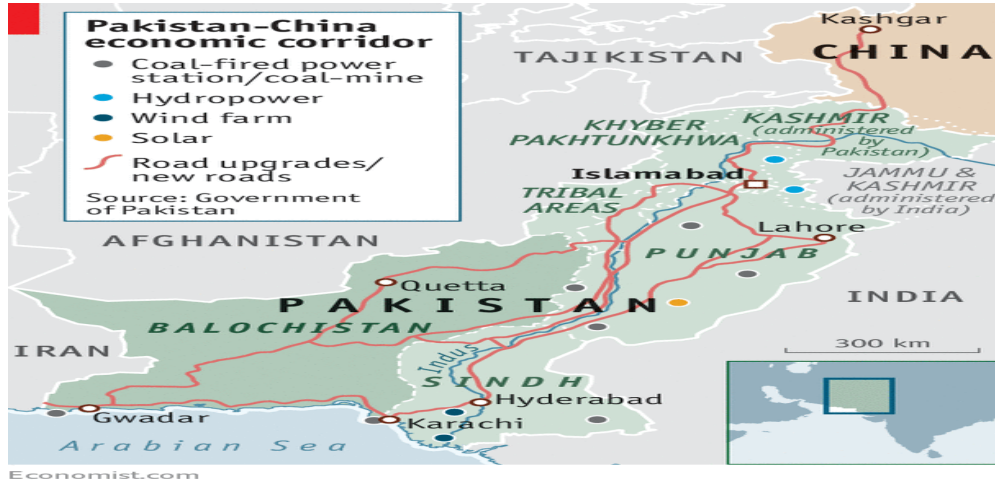 Pakistan-China
economic corridor
Coal-fired power
station/coal-mine
Hydropower
Wind farm
Solar
Road upgrades/
new roads
Source: Government
of Pakistan
Kashgar
CHINA
TAJIKISTAN
KHYBER
PAKHTUNKHWA
KASHMIR
(administered
by
Pakistan)
Islamabad
JAMMU &
KASHMIR
(administered
by India)
TRIBAL
AREAS
Lahore
AFGHANISTAN
PUNJAB
Quetta
PAKISTAN
INDIA
BALOCHISTAN
IRAN
300 km
Indus
SINDH
Hyderabad
Gwadar
Karachi
Arabian Sea
Economist.com